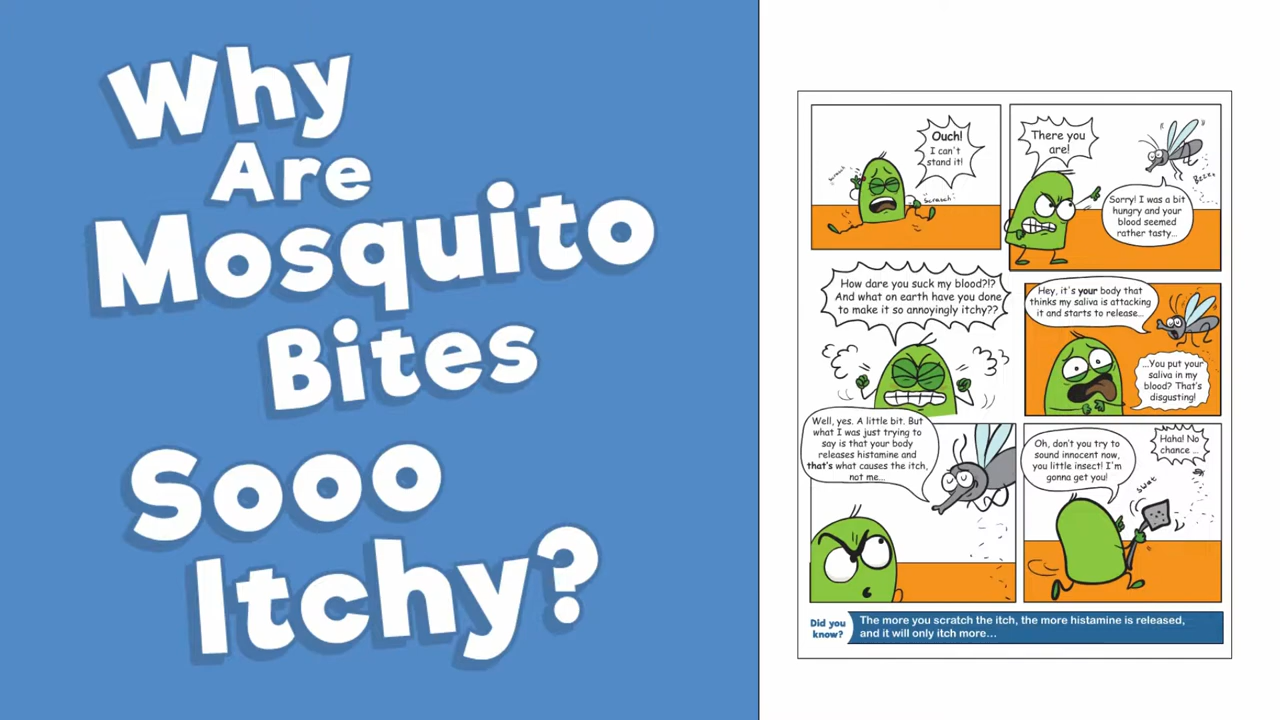 Why
Are
Mosquito
Bites
Sooo
Itchy?
Ouch!
I can't
stand it!
Scratch
Scratch
There you
are!
Bzzz
Sorry! I was a bit
hungry and your
blood seemed
rather tasty...
How dare you suck my blood?!?
And what on earth have you done
to make it so annoyingly itchy??
Hey, it's your body that
thinks my saliva is attacking
it and starts to release...
...You put your
saliva in my
blood? That's
disgusting!
Well, yes. A little bit. But
what I was just trying to
say is that your body
releases histamine and
that's what causes the itch,
not me...
Oh, don't you try to
sound innocent now,
you little insect! I'm
gonna get you!
Haha! No
chance ...
swat
Did you
know?
The more you scratch the itch, the more histamine is released,
and it will only itch more...